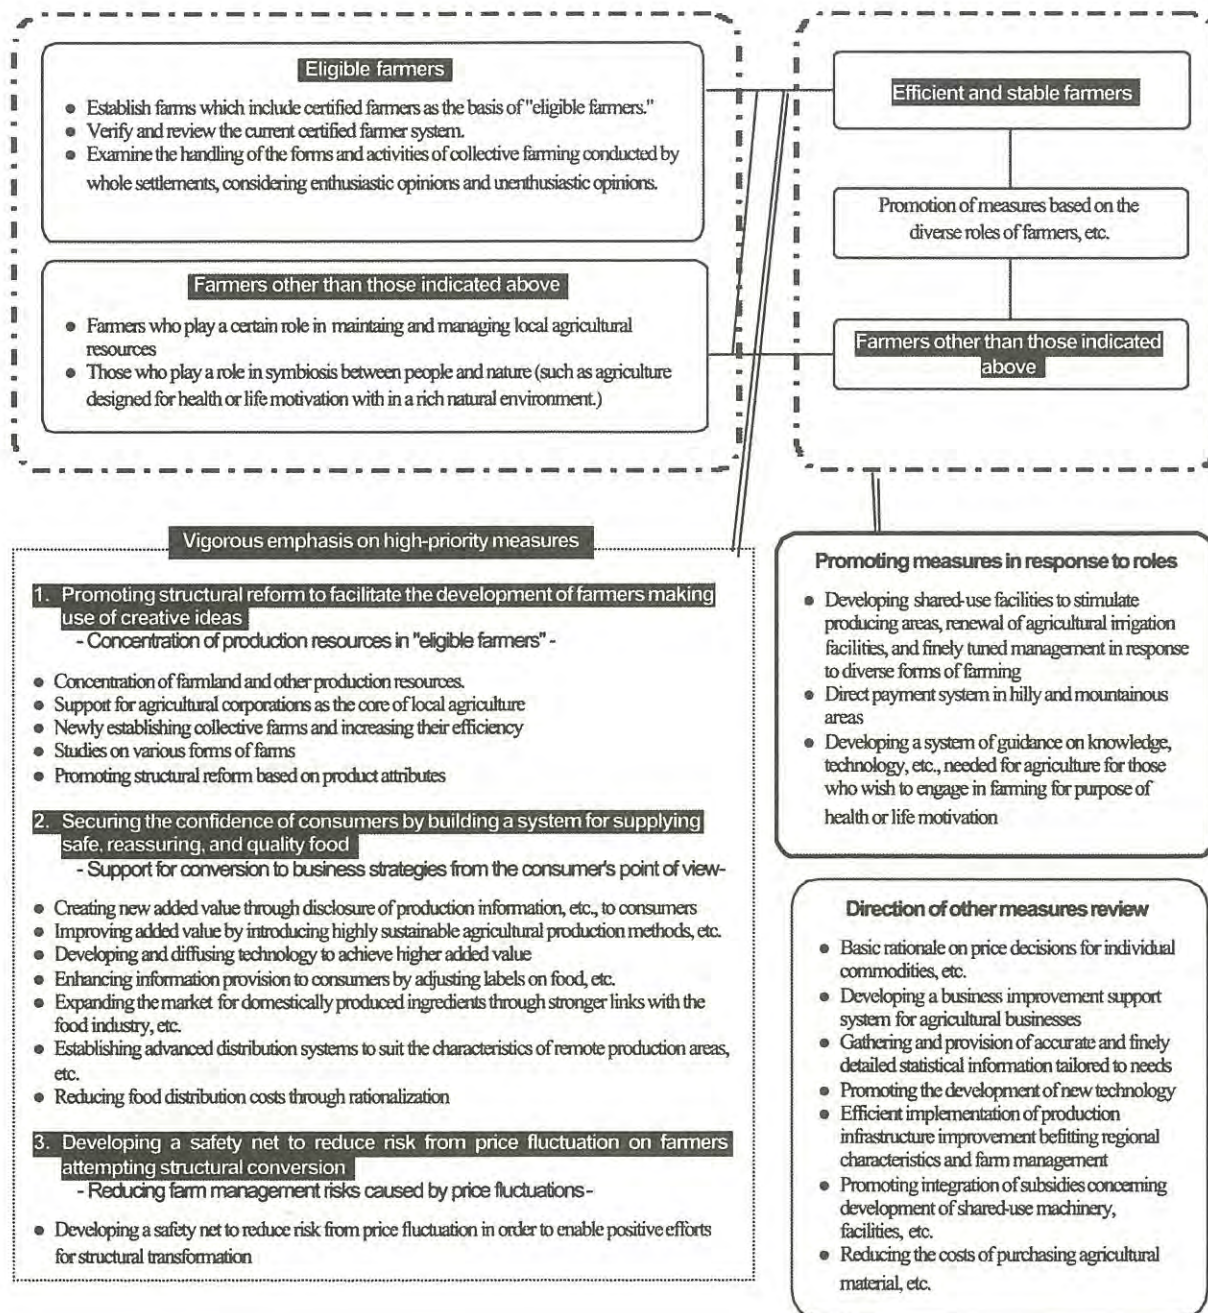 Eligible farmers
● Establish farms which include certified farmers as the basis of "eligible farmers."
● Verify and review the current certified farmer system.
● Examine the handling of the forms and activities of collective farming conducted by
whole settlements, considering enthusiastic opinions and unenthusiastic opinions.
Farmers other than those indicated above
● Farmers who play a certain role in maintaing and managing local agricultural
resources
● Those who play a role in symbiosis between people and nature (such as agriculture
designed for health or life motivation with in a rich natural environment.)
Efficient and stable farmers
Promotion of measures based on the
diverse roles of farmers, etc.
Farmers other than those indicated
above
Vigorous emphasis on high-priority measures
1. Promoting structural reform to facilitate the development of farmers making
use of creative ideas
- Concentration of production resources in "eligible farmers" -
● Concentration of farmland and other production resources.
● Support for agricultural corporations as the core of local agriculture
● Newly establishing collective farms and increasing their efficiency
● Studies on various forms of farms
● Promoting structural reform based on product attributes
2. Securing the confidence of consumers by building a system for supplying
safe, reassuring, and quality food
- Support for conversion to business strategies from the consumer's point of view-
● Creating new added value through disclosure of production information, etc., to consumers
● Improving added value by introducing highly sustainable agricultural production methods, etc.
● Developing and diffusing technology to achieve higher added value
● Enhancing information provision to consumers by adjusting labels on food, etc.
● Expanding the market for domestically produced ingredients through stronger links with the
food industry, etc.
● Establishing advanced distribution systems to suit the characteristics of remote production areas,
etc.
● Reducing food distribution costs through rationalization
3. Developing a safety net to reduce risk from price fluctuation on farmers
attempting structural conversion
- Reducing farm management risks caused by price fluctuations-
● Developing a safety net to reduce risk from price fluctuation in order to enable positive efforts
for structural transformation
Promoting measures in response to roles
● Developing shared-use facilities to stimulate
producing areas, renewal of agricultural irrigation
facilities, and finely tuned management in response
to diverse forms of farming
● Direct payment system in hilly and mountainous
areas
● Developing a system of guidance on knowledge,
technology, etc., needed for agriculture for those
who wish to engage in farming for purpose of
health or life motivation
Direction of other measures review
● Basic rationale on price decisions for individual
commodities, etc.
● Developing a business improvement support
system for agricultural businesses
● Gathering and provision of accurate and finely
detailed statistical information tailored to needs
● Promoting the development of new technology
● Efficient implementation of production
infrastructure improvement befitting regional
characteristics and farm management
● Promoting integration of subsidies concerning
development of shared-use machinery,
facilities, etc.
● Reducing the costs of purchasing agricultural
material, etc.